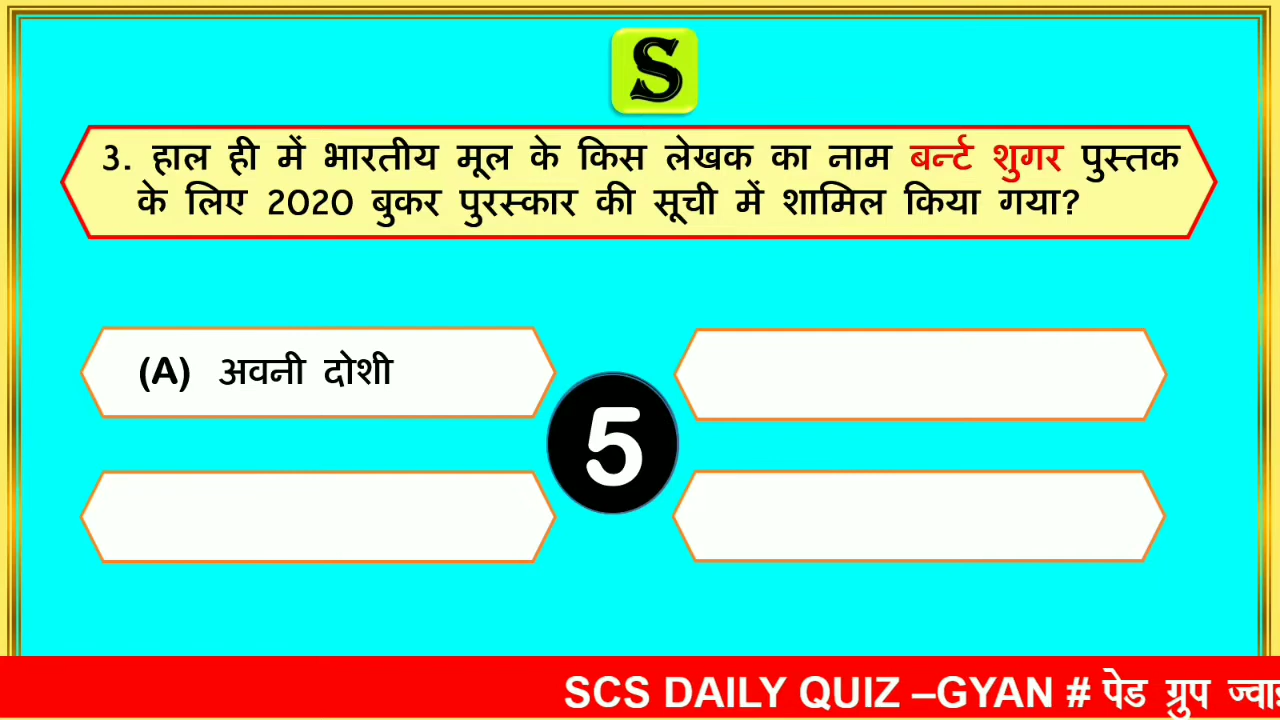 S
3. हाल ही में भारतीय मूल के किस लेखक का नाम बर्न्ट शुगर पुस्तक
के लिए 2020 बुकर पुरस्कार की सूची में शामिल किया गया?
(A) अवनी दोशी
5
SCS DAILY QUIZ –GYAN # पेड ग्रुप